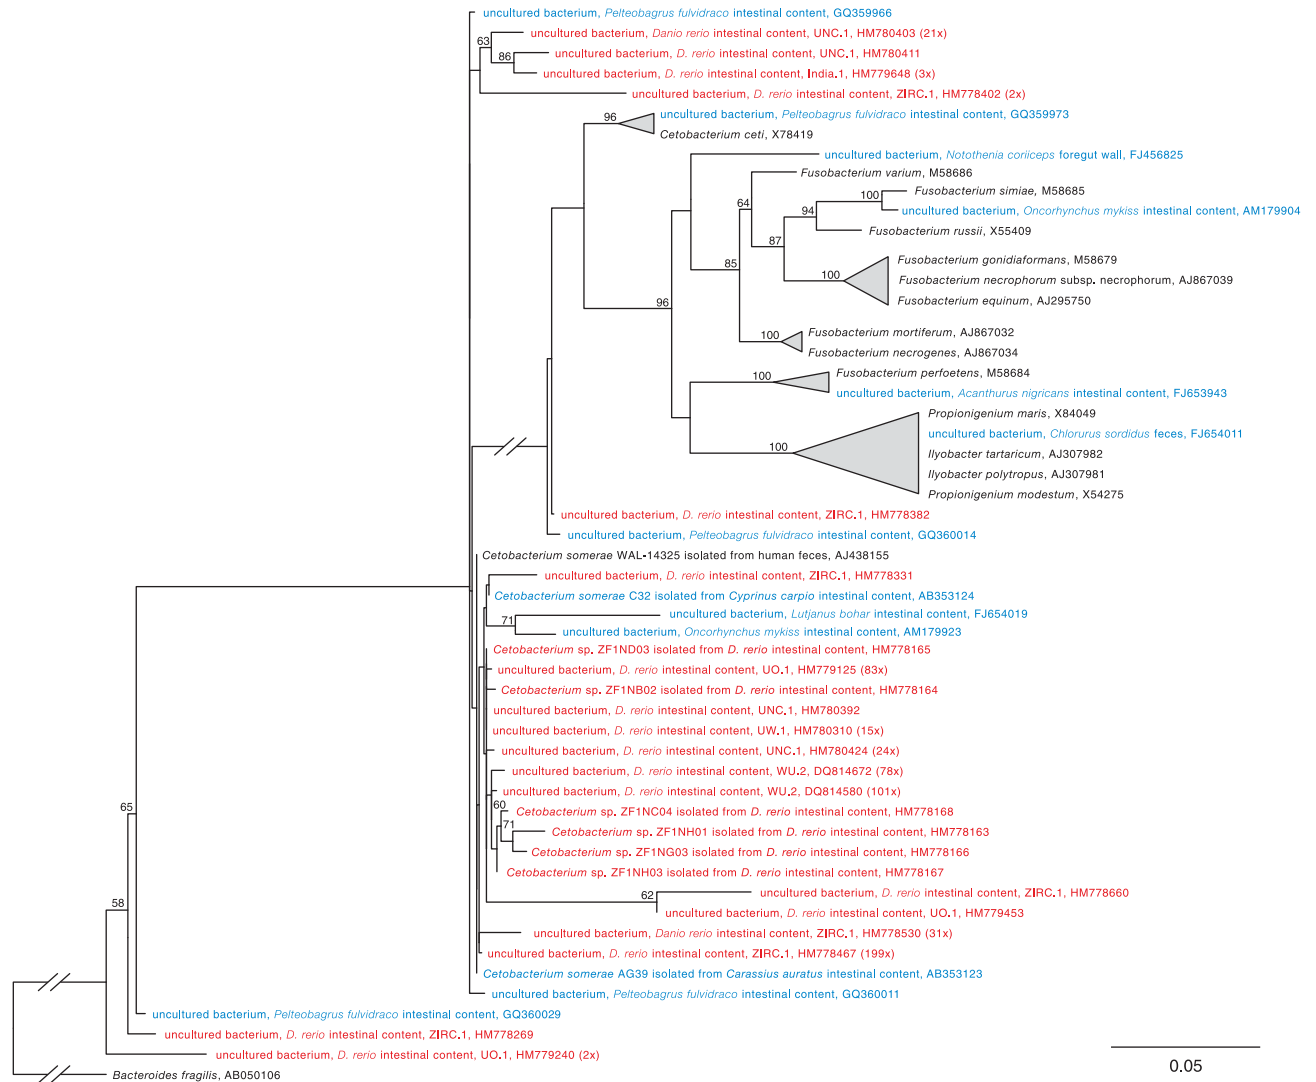 uncultured bacterium, Pelteobagrus fulvidraco intestinal content, GQ359966
63
uncultured bacterium, Danio rerio intestinal content, UNC.1, HM780403 (21x)
86
uncultured bacterium, D. rerio intestinal content, UNC.1, HM780411
uncultured bacterium, D. rerio intestinal content, India.1, HM779648 (3x)
uncultured bacterium, D. rerio intestinal content, ZIRC.1, HM778402 (2x)
96
uncultured bacterium, Pelteobagrus fulvidraco intestinal content, GQ359973
Cetobacterium ceti, X78419
uncultured bacterium, Notothenia coriiceps foregut wall, FJ456825
Fusobacterium varium, M58686
100
Fusobacterium simiae, M58685
64
94
uncultured bacterium, Oncorhynchus mykiss intestinal content, AM179904
Fusobacterium russii, X55409
87
85
Fusobacterium gonidiaformans, M58679
100
Fusobacterium necrophorum subsp. necrophorum, AJ867039
96
Fusobacterium equinum, AJ295750
100
Fusobacterium mortiferum, AJ867032
Fusobacterium necrogenes, AJ867034
100
Fusobacterium perfoetens, M58684
uncultured bacterium, Acanthurus nigricans intestinal content, FJ653943
Propionigenium maris, X84049
uncultured bacterium, Chlorurus sordidus feces, FJ654011
100
Ilyobacter tartaricum, AJ307982
Ilyobacter polytropus, AJ307981
Propionigenium modestum, X54275
uncultured bacterium, D. rerio intestinal content, ZIRC.1, HM778382
uncultured bacterium, Pelteobagrus fulvidraco intestinal content, GQ360014
Cetobacterium somerae WAL-14325 isolated from human feces, AJ438155
uncultured bacterium, D. rerio intestinal content, ZIRC.1, HM778331
Cetobacterium somerae C32 isolated from Cyprinus carpio intestinal content, AB353124
71
uncultured bacterium, Lutjanus bohar intestinal content, FJ654019
uncultured bacterium, Oncorhynchus mykiss intestinal content, AM179923
Cetobacterium sp. ZF1ND03 isolated from D. rerio intestinal content, HM778165
uncultured bacterium, D. rerio intestinal content, UO.1, HM779125 (83x)
Cetobacterium sp. ZF1NB02 isolated from D. rerio intestinal content, HM778164
uncultured bacterium, D. rerio intestinal content, UNC.1, HM780392
uncultured bacterium, D. rerio intestinal content, UW.1, HM780310 (15x)
uncultured bacterium, D. rerio intestinal content, UNC.1, HM780424 (24x)
uncultured bacterium, D. rerio intestinal content, WU.2, DQ814672 (78x)
uncultured bacterium, D. rerio intestinal content, WU.2, DQ814580 (101x)
60
Cetobacterium sp. ZF1NC04 isolated from D. rerio intestinal content, HM778168
71
Cetobacterium sp. ZF1NH01 isolated from D. rerio intestinal content, HM778163
65
Cetobacterium sp. ZF1NG03 isolated from D. rerio intestinal content, HM778166
Cetobacterium sp. ZF1NH03 isolated from D. rerio intestinal content, HM778167
62
uncultured bacterium, D. rerio intestinal content, ZIRC.1, HM778660
58
uncultured bacterium, D. rerio intestinal content, UO.1, HM779453
uncultured bacterium, Danio rerio intestinal content, ZIRC.1, HM778530 (31x)
uncultured bacterium, D. rerio intestinal content, ZIRC.1, HM778467 (199x)
Cetobacterium somerae AG39 isolated from Carassius auratus intestinal content, AB353123
uncultured bacterium, Pelteobagrus fulvidraco intestinal content, GQ360011
uncultured bacterium, Pelteobagrus fulvidraco intestinal content, GQ360029
uncultured bacterium, D. rerio intestinal content, ZIRC.1, HM778269
uncultured bacterium, D. rerio intestinal content, UO.1, HM779240 (2x)
Bacteroides fragilis, AB050106
0.05